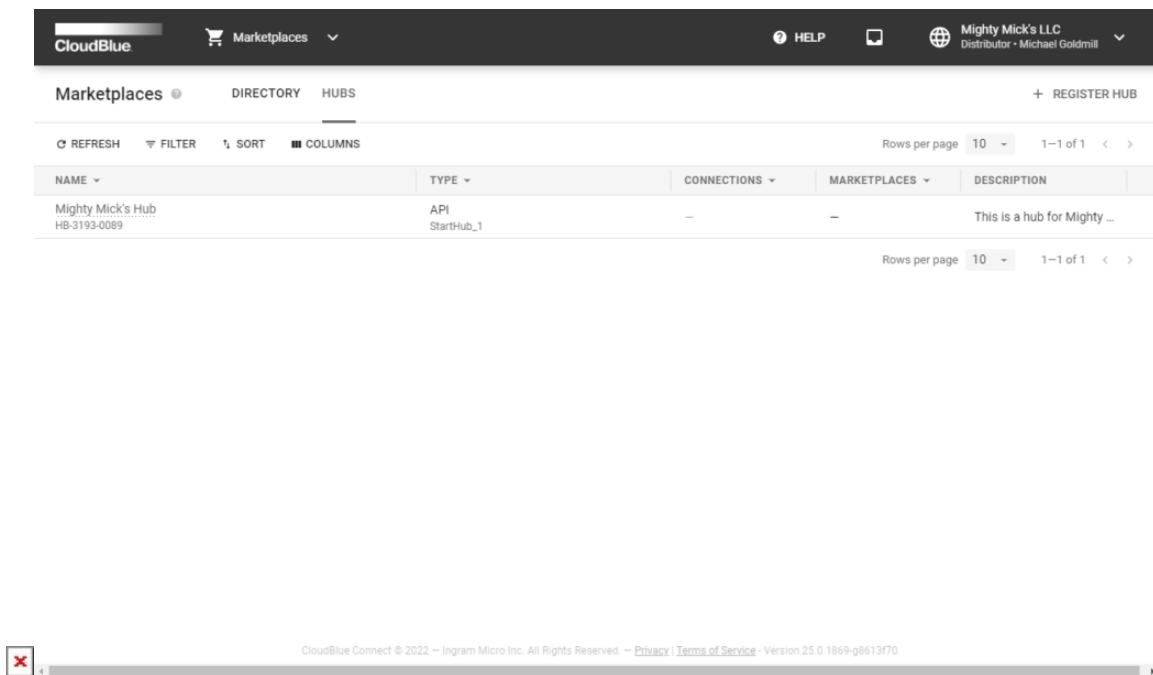 CloudBlue Marketplaces HELP Mighty Mick's LLC
Distributor • Michael Goldmill
Marketplaces DIRECTORY HUBS + REGISTER HUB
REFRESH FILTER SORT COLUMNS Rows per page 10 1–1 of 1 < >
NAME TYPE CONNECTIONS MARKETPLACES DESCRIPTION
Mighty Mick's Hub API – – This is a hub for Mighty ...
HB-3193-0089 StartHub_1
Rows per page 10 1–1 of 1 < >
CloudBlue Connect © 2022 — Ingram Micro Inc. All Rights Reserved. — Privacy | Terms of Service - Version 25.0.1869-g8613f70